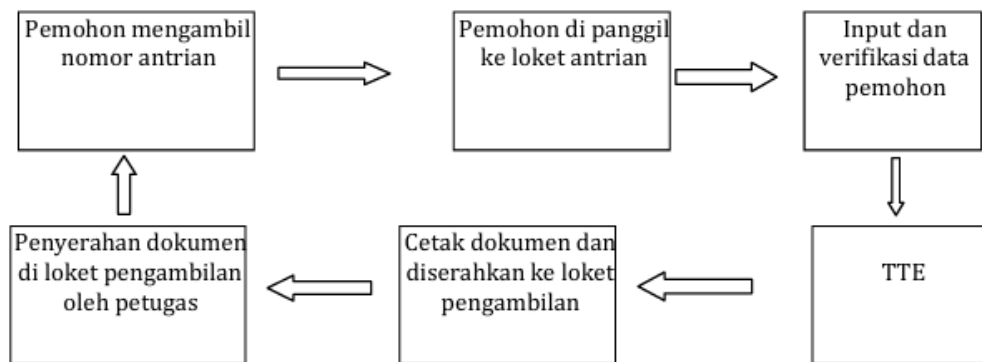 Pemohon mengambil
nomor antrian
Pemohon di panggil
ke loket antrian
Input dan
verifikasi data
pemohon
TTE
Cetak dokumen dan
diserahkan ke loket
pengambilan
Penyerahan dokumen
di loket pengambilan
oleh petugas